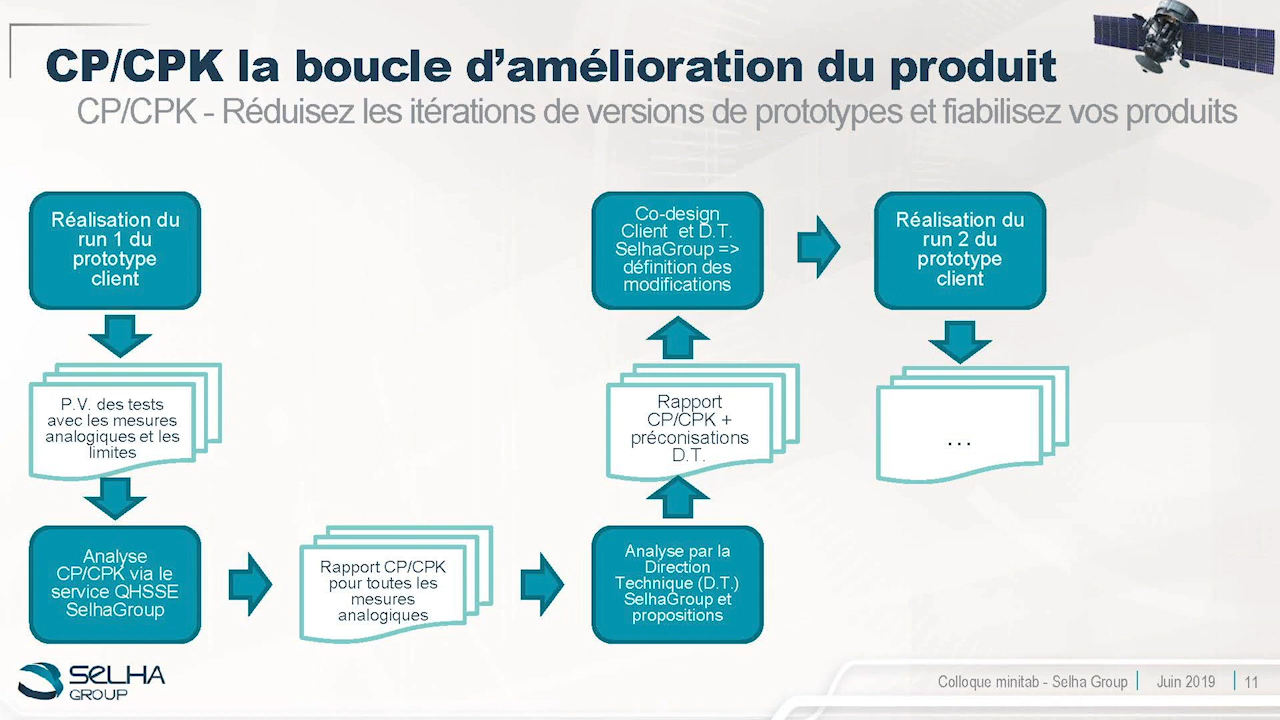 CP/CPK la boucle d’amélioration du produit
CP/CPK - Réduisez les itérations de versions de prototypes et fiabilisez vos produits
Réalisation du
run 1 du
prototype
client
P.V. des tests
avec les mesures
analogiques et les
limites
Analyse
CP/CPK via le
service QHSSE
SelhaGroup
Rapport CP/CPK
pour toutes les
mesures
analogiques
Analyse par la
Direction
Technique (D.T.)
SelhaGroup et
propositions
Rapport
CP/CPK +
préconisations
D.T.
Co-design
Client et D.T.
SelhaGroup =>
définition des
modifications
Réalisation du
run 2 du
prototype
client
...
SELHA
GROUP
Colloque minitab - Selha Group
Juin 2019
11